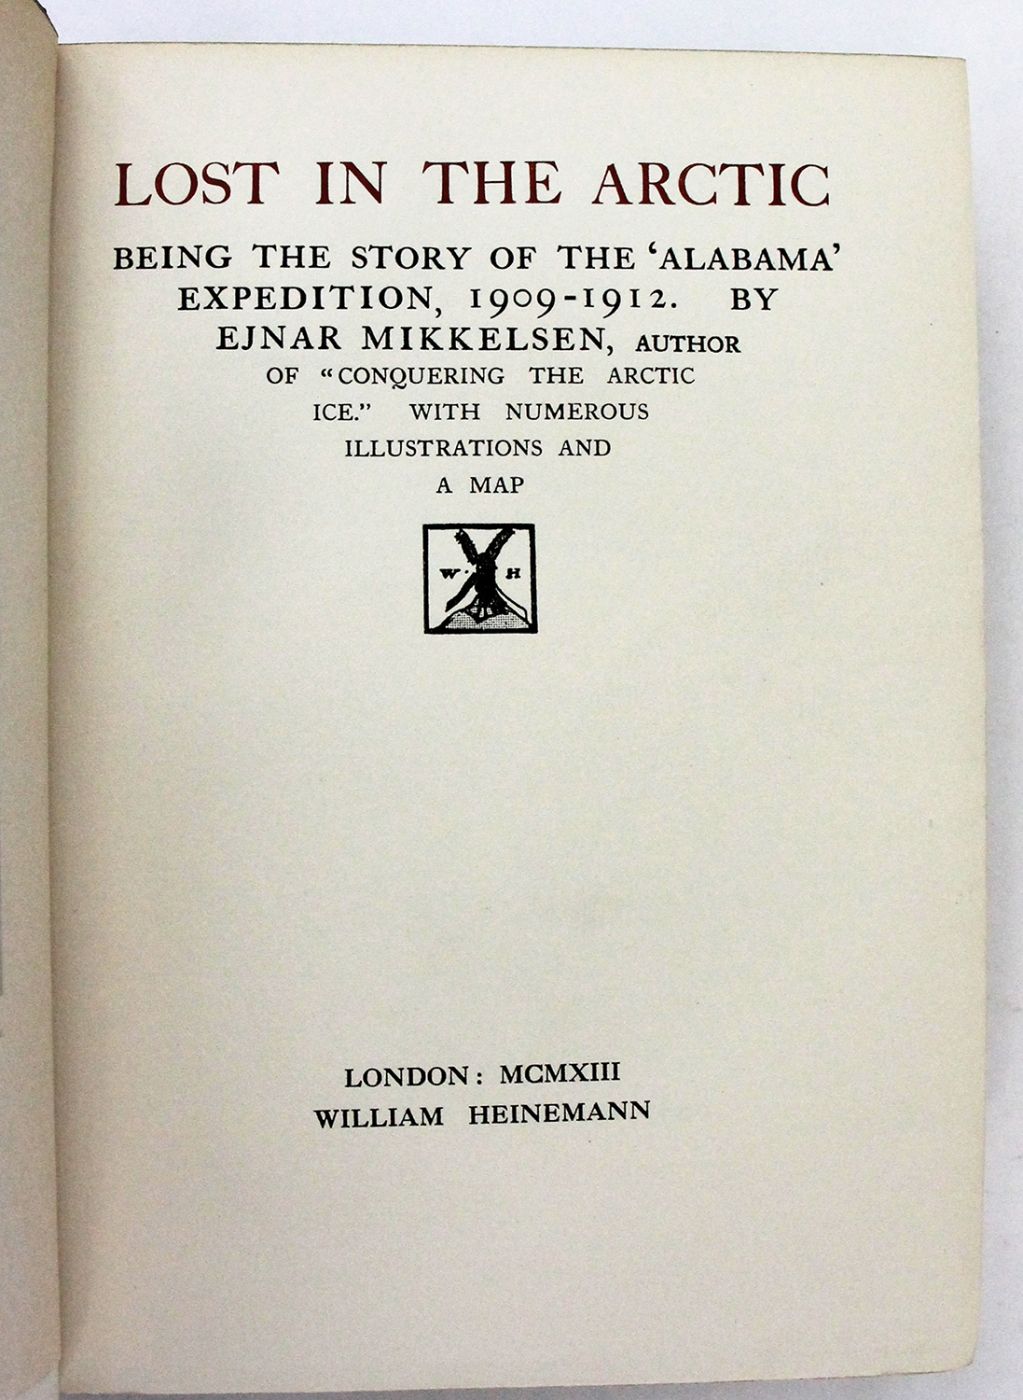 LOST IN THE ARCTIC
BEING THE STORY OF THE ‘ALABAMA’
EXPEDITION, 1909-1912. BY
EJNAR MIKKELSEN, AUTHOR
OF “CONQUERING THE ARCTIC
ICE.” WITH NUMEROUS
ILLUSTRATIONS AND
A MAP
W H
LONDON: MCMXIII
WILLIAM HEINEMANN